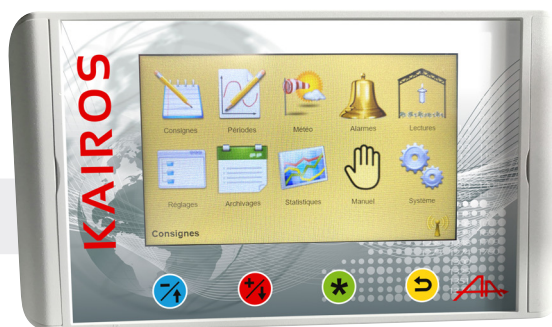 KAIROS
Consignes Périodes Météo Alarmes Lectures
Réglages Archivages Statistiques Manuel Système
Consignes